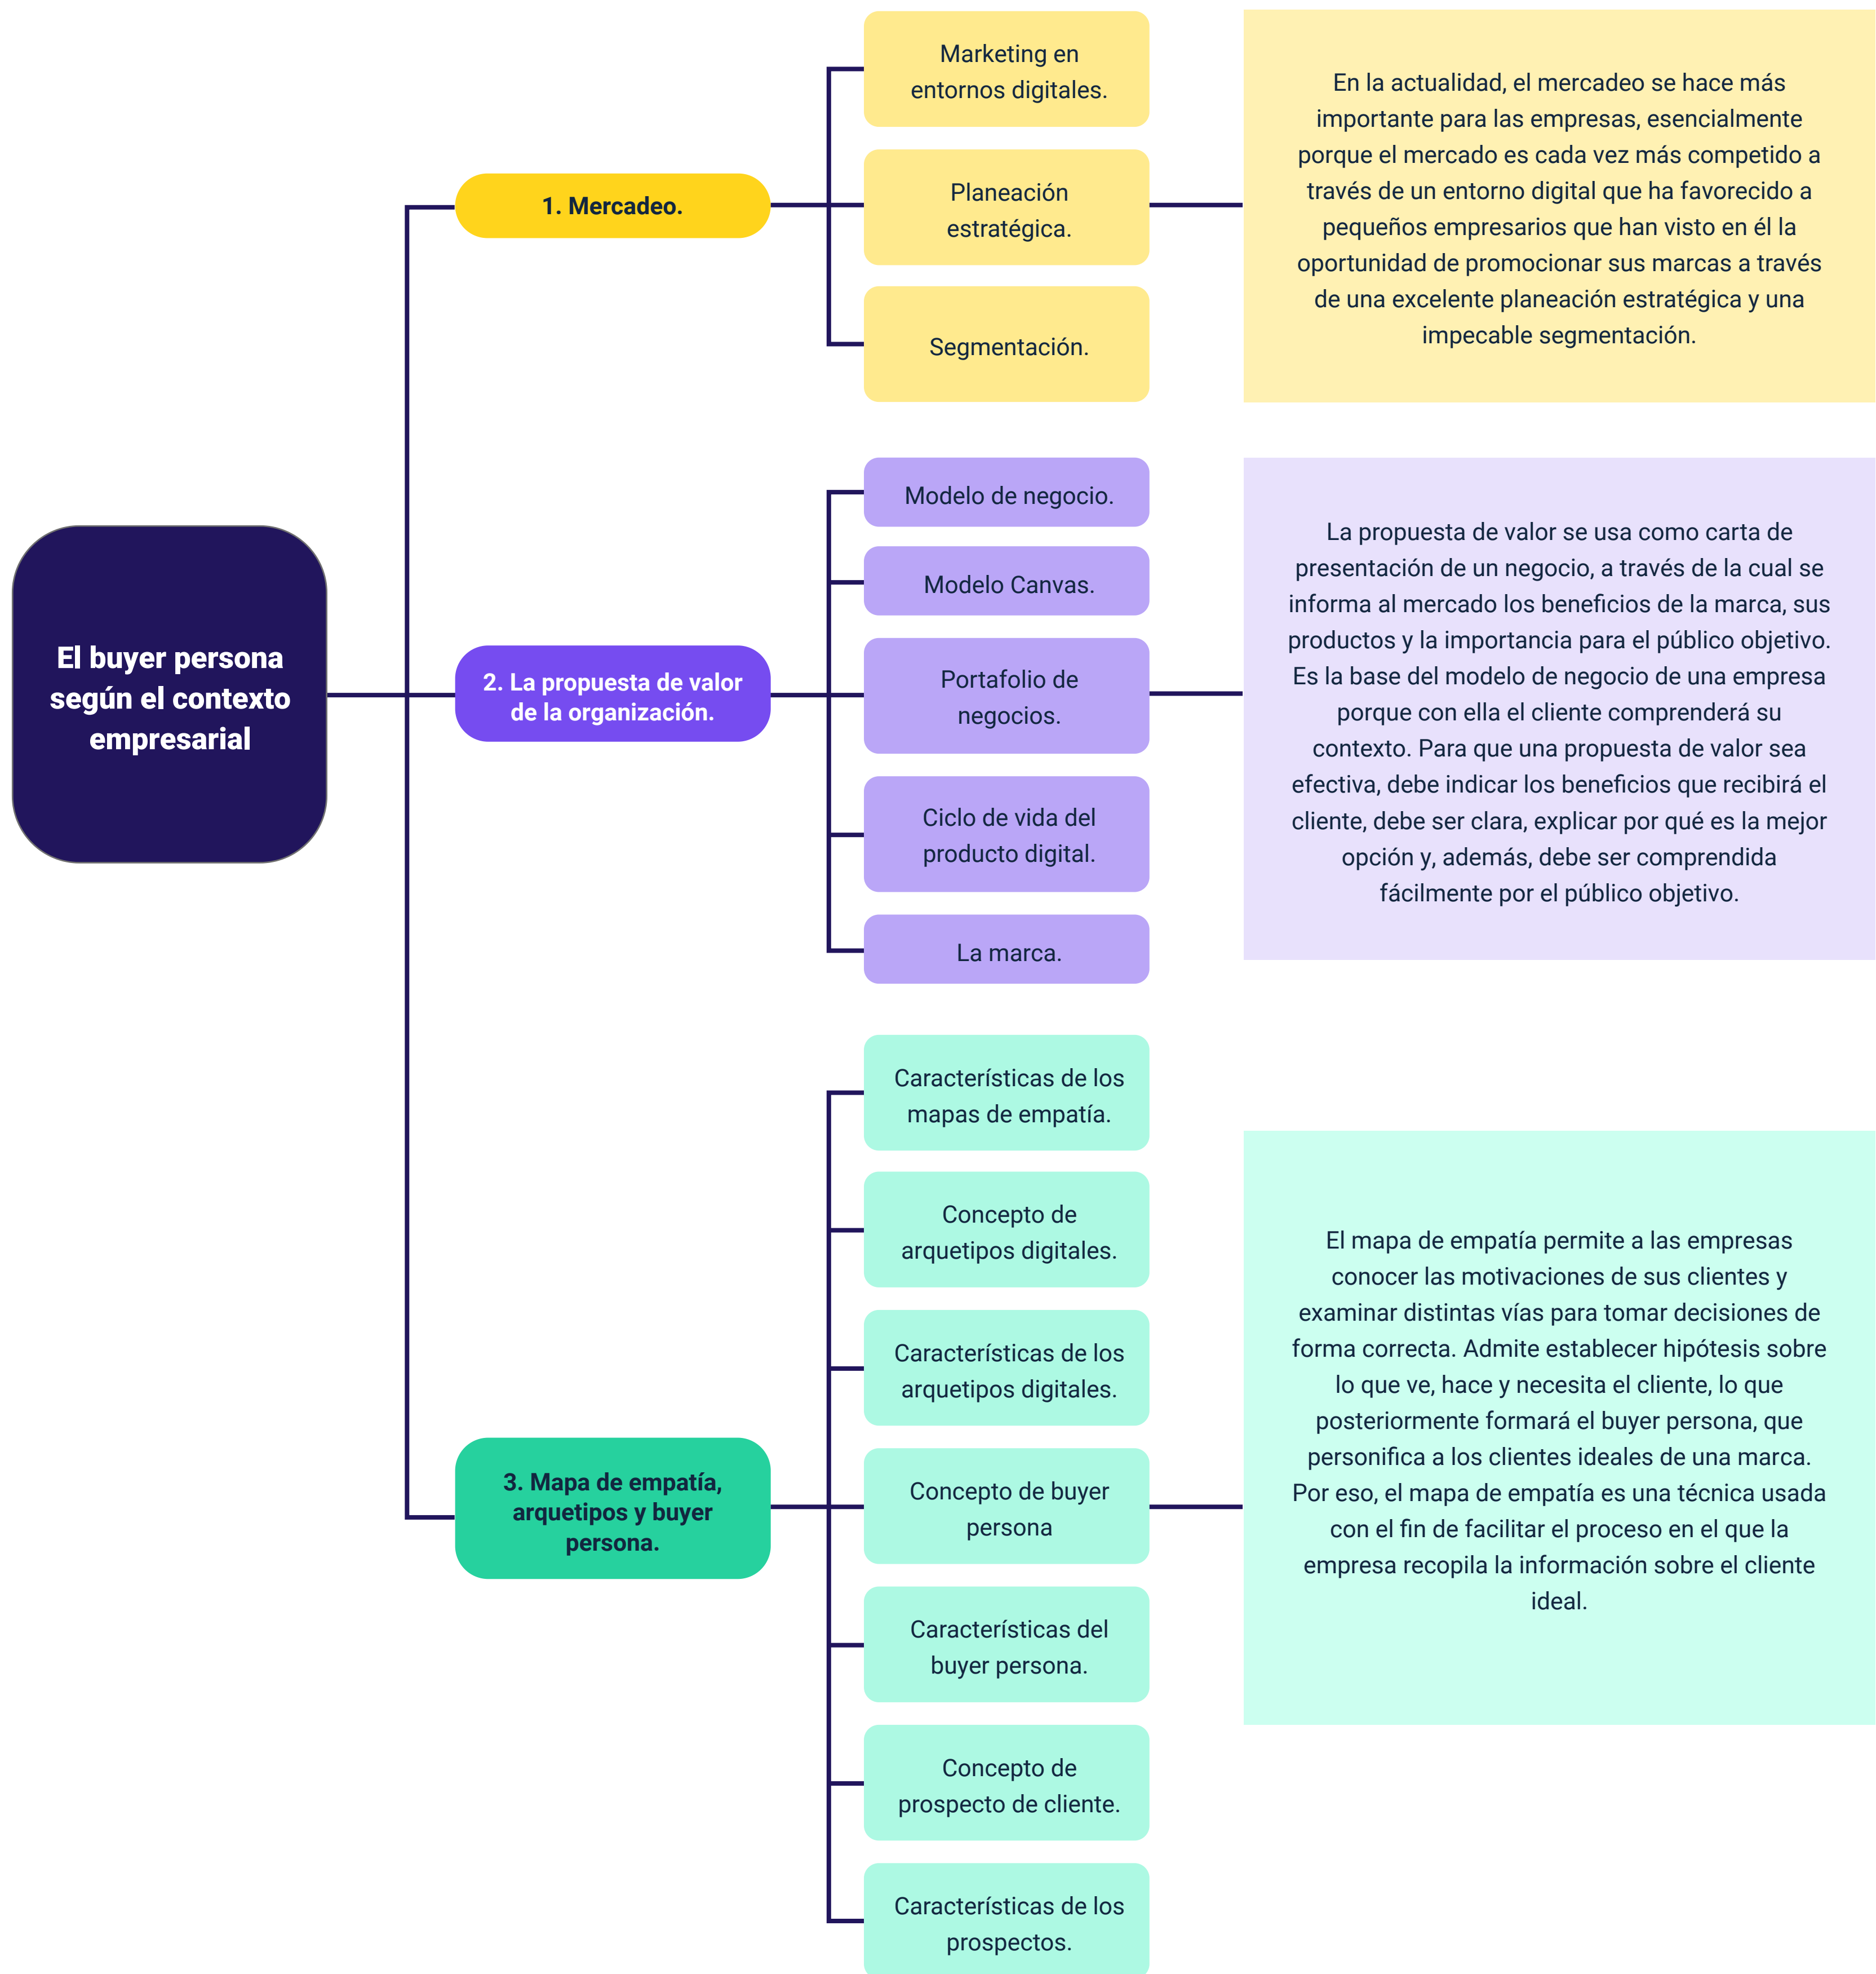 El buyer persona
según el contexto
empresarial
1. Mercadeo.
Marketing en
entornos digitales.
Planeación
estratégica.
Segmentación.
En la actualidad, el mercadeo se hace más
importante para las empresas, esencialmente
porque el mercado es cada vez más competido a
través de un entorno digital que ha favorecido a
pequeños empresarios que han visto en él la
oportunidad de promocionar sus marcas a través
de una excelente planeación estratégica y una
impecable segmentación.
2. La propuesta de valor
de la organización.
Modelo de negocio.
Modelo Canvas.
Portafolio de
negocios.
Ciclo de vida del
producto digital.
La marca.
La propuesta de valor se usa como carta de
presentación de un negocio, a través de la cual se
informa al mercado los beneficios de la marca, sus
productos y la importancia para el público objetivo.
Es la base del modelo de negocio de una empresa
porque con ella el cliente comprenderá su
contexto. Para que una propuesta de valor sea
efectiva, debe indicar los beneficios que recibirá el
cliente, debe ser clara, explicar por qué es la mejor
opción y, además, debe ser comprendida
fácilmente por el público objetivo.
3. Mapa de empatía,
arquetipos y buyer
persona.
Características de los
mapas de empatía.
Concepto de
arquetipos digitales.
Características de los
arquetipos digitales.
Concepto de buyer
persona
Características del
buyer persona.
Concepto de
prospecto de cliente.
Características de los
prospectos.
El mapa de empatía permite a las empresas
conocer las motivaciones de sus clientes y
examinar distintas vías para tomar decisiones de
forma correcta. Admite establecer hipótesis sobre
lo que ve, hace y necesita el cliente, lo que
posteriormente formará el buyer persona, que
personifica a los clientes ideales de una marca.
Por eso, el mapa de empatía es una técnica usada
con el fin de facilitar el proceso en el que la
empresa recopila la información sobre el cliente
ideal.